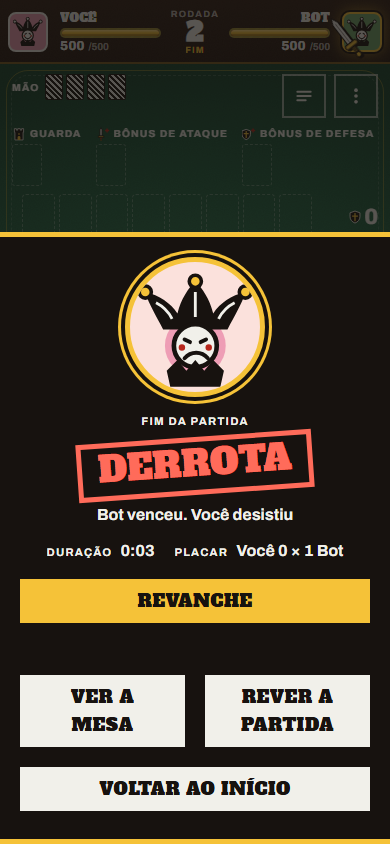 VOCÊ
RODADA
BOT
2
500 /500
FIM
500 /500
MÃO
GUARDA
BÔNUS DE ATAQUE
BÔNUS DE DEFESA
0
FIM DA PARTIDA
DERROTA
Bot venceu. Você desistiu
DURAÇÃO 0:03 PLACAR Você 0 × 1 Bot
REVANCHE
VER A
MESA
REVER A
PARTIDA
VOLTAR AO INÍCIO